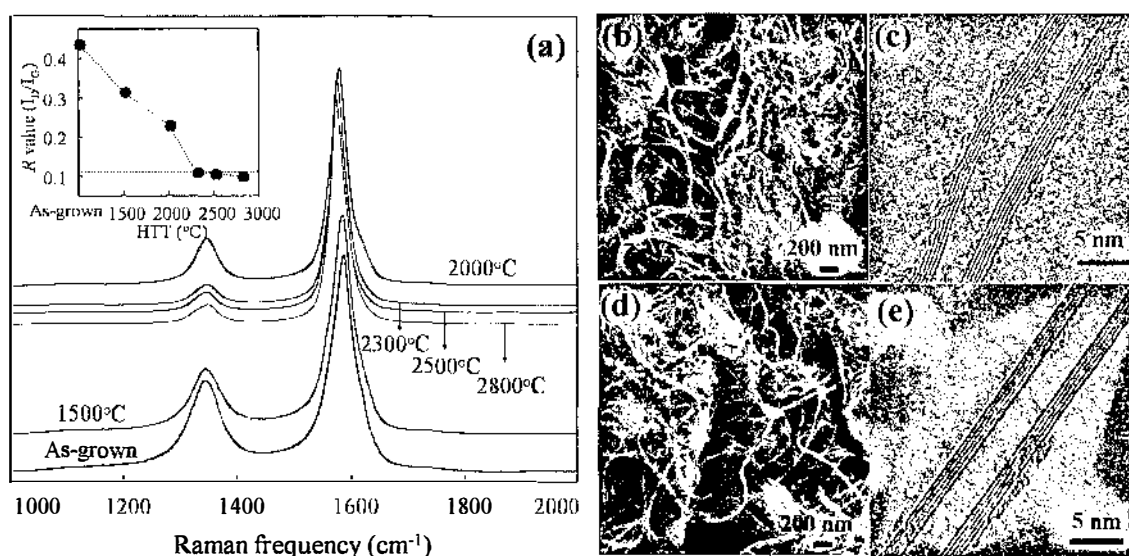 (a)
R value (I_D/I_G)
0.4
0.3
0.2
0.1
As-grown 1500 2000 2500 3000
HTT (°C)
2000°C
2300°C
2500°C
2800°C
1500°C
As-grown
1000 1200 1400 1600 1800 2000
Raman frequency (cm⁻¹)
(b)
200 nm
(c)
5 nm
(d)
200 nm
(e)
5 nm